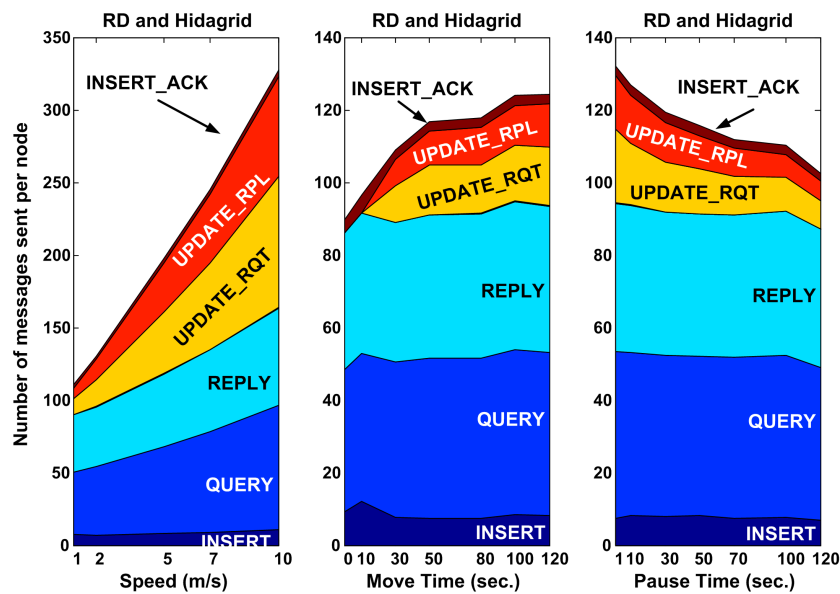 RD and Hidagrid
RD and Hidagrid
RD and Hidagrid
Number of messages sent per node
350
300
250
200
150
100
50
0
INSERT_ACK
UPDATE_RPL
UPDATE_RQT
REPLY
QUERY
INSERT
1 2 5 7 10
Speed (m/s)
140
120
100
80
60
40
20
0
INSERT_ACK
UPDATE_RPL
UPDATE_RQT
REPLY
QUERY
INSERT
0 10 30 50 80 100 120
Move Time (sec.)
140
120
100
80
60
40
20
0
INSERT_ACK
UPDATE_RPL
UPDATE_RQT
REPLY
QUERY
INSERT
1 10 30 50 70 100 120
Pause Time (sec.)